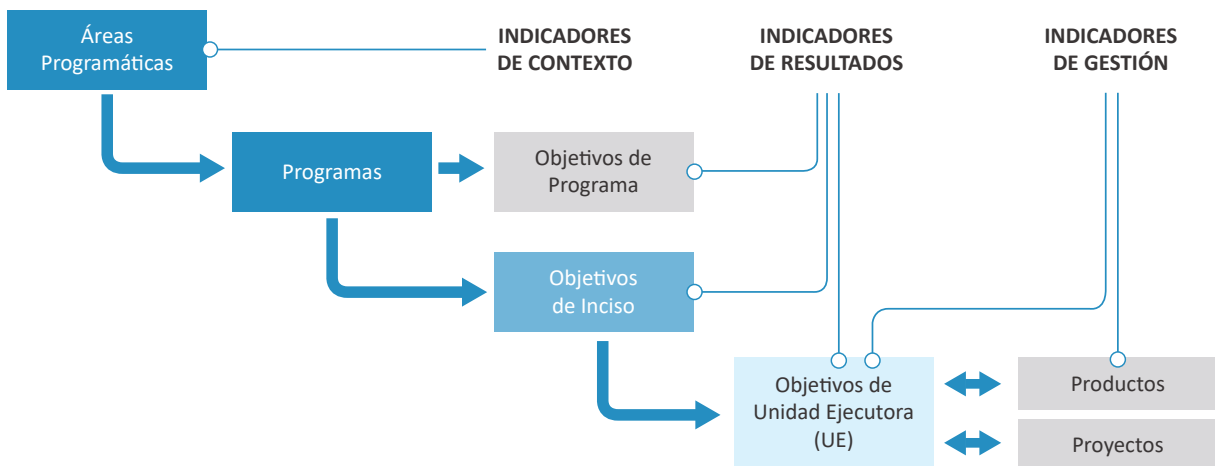 Áreas
Programáticas
INDICADORES
DE CONTEXTO
INDICADORES
DE RESULTADOS
INDICADORES
DE GESTIÓN
Programas
Objetivos de
Programa
Objetivos
de Inciso
Objetivos de
Unidad Ejecutora
(UE)
Productos
Proyectos